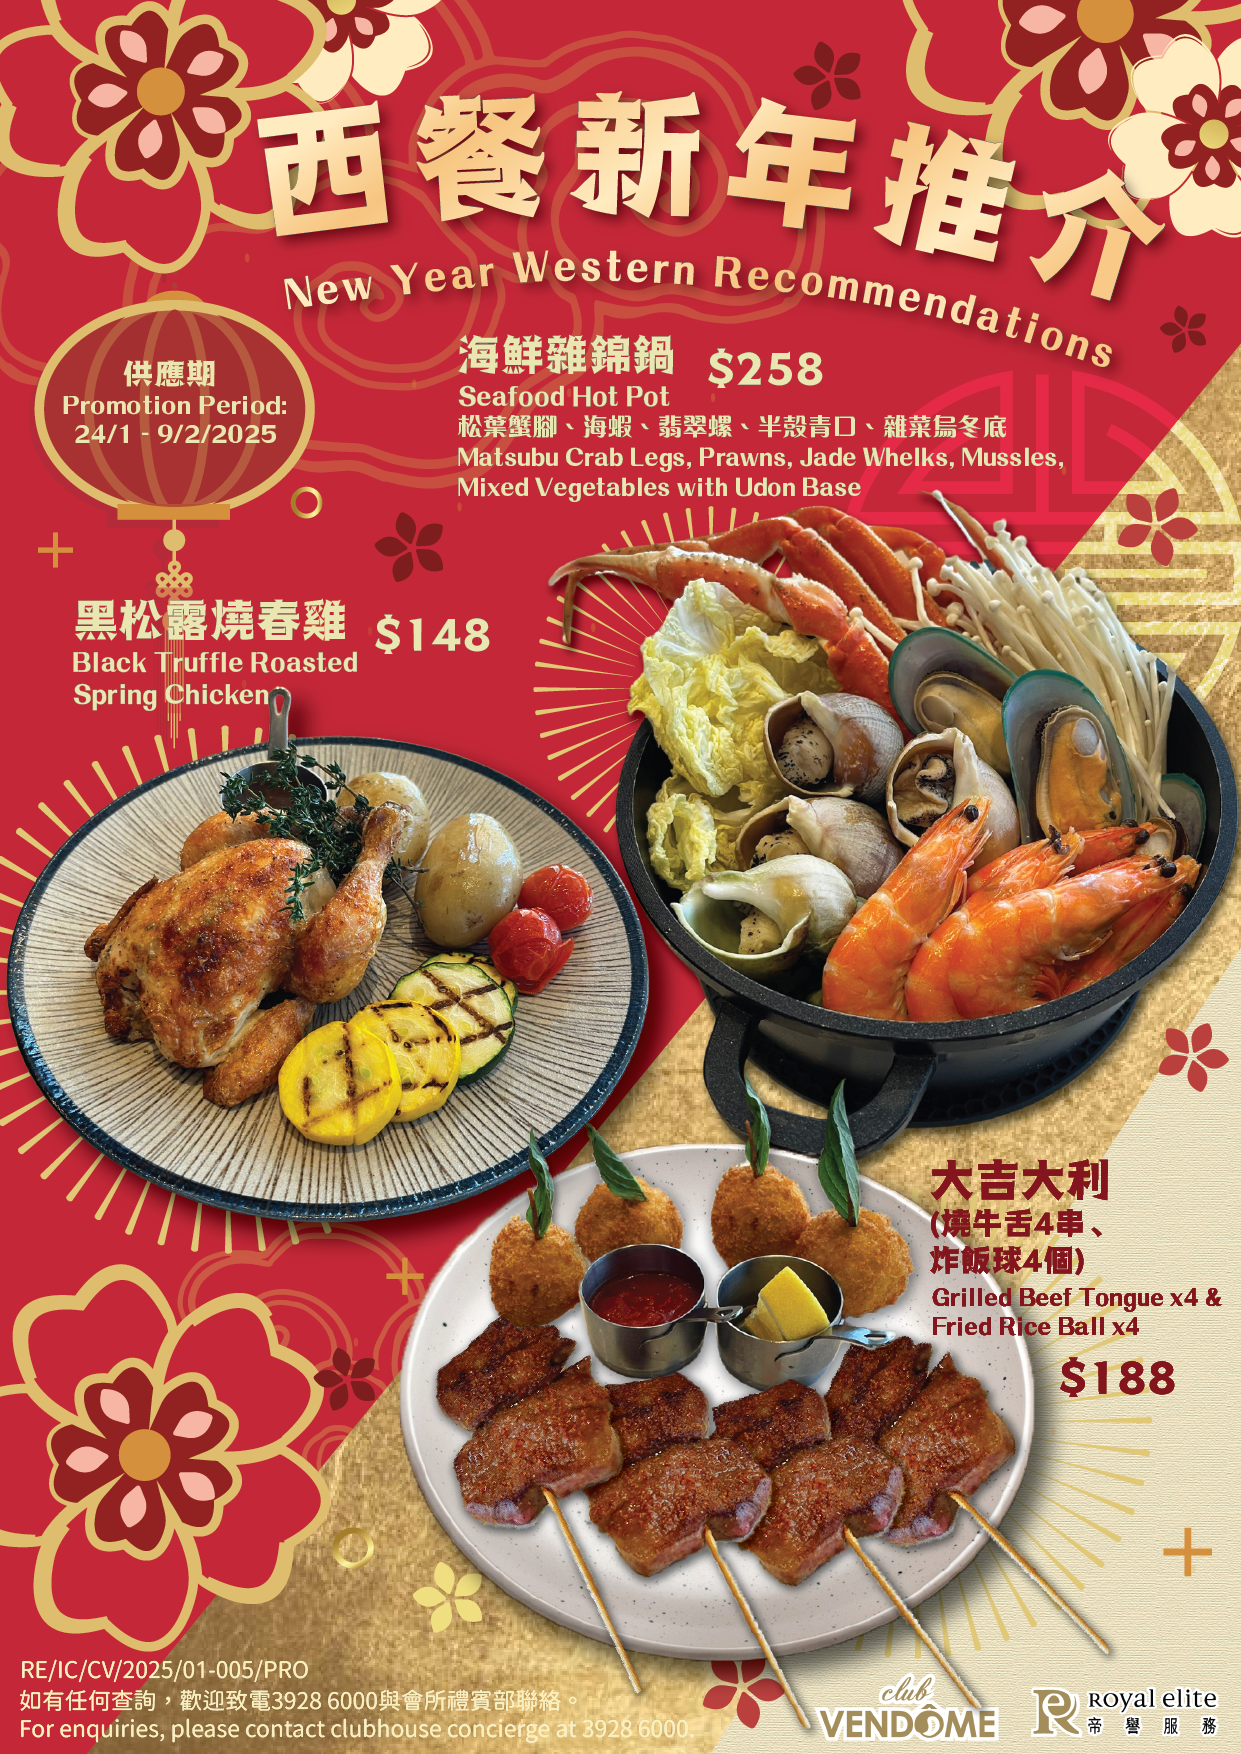 西餐新年推介
New Year Western Recommendations
供應期
Promotion Period:
24/1 - 9/2/2025
海鮮雜錦鍋 $258
Seafood Hot Pot
松葉蟹腳、海蝦、翡翠螺、半殼青口、雜菜烏冬底
Matsubu Crab Legs, Prawns, Jade Whelks, Mussles,
Mixed Vegetables with Udon Base
黑松露燒春雞 $148
Black Truffle Roasted
Spring Chicken
大吉大利
(燒牛舌4串、
炸飯球4個)
Grilled Beef Tongue x4 &
Fried Rice Ball x4
$188
RE/IC/CV/2025/01-005/PRO
如有任何查詢，歡迎致電3928 6000與會所禮賓部聯絡。
For enquiries, please contact clubhouse concierge at 3928 6000.
club
VENDÔME
Royal elite
帝譽服務